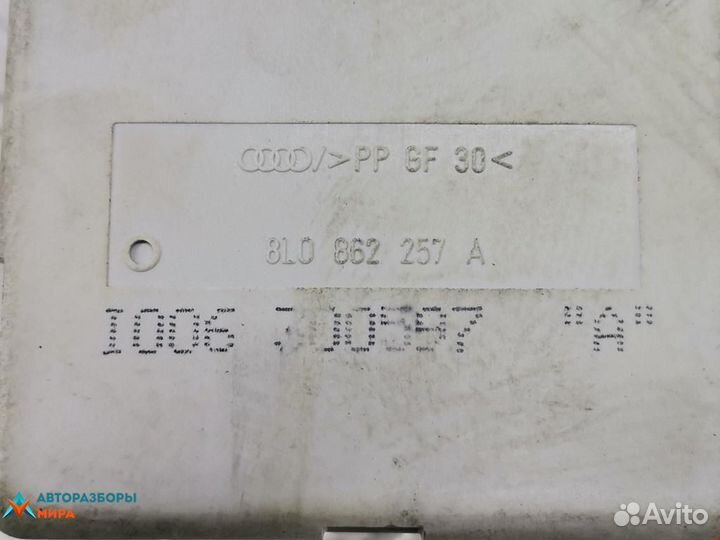 />PP GF 30<
8L0 862 257 A
"A"
АВТОРАЗБОРЫ
МИРА
Avito